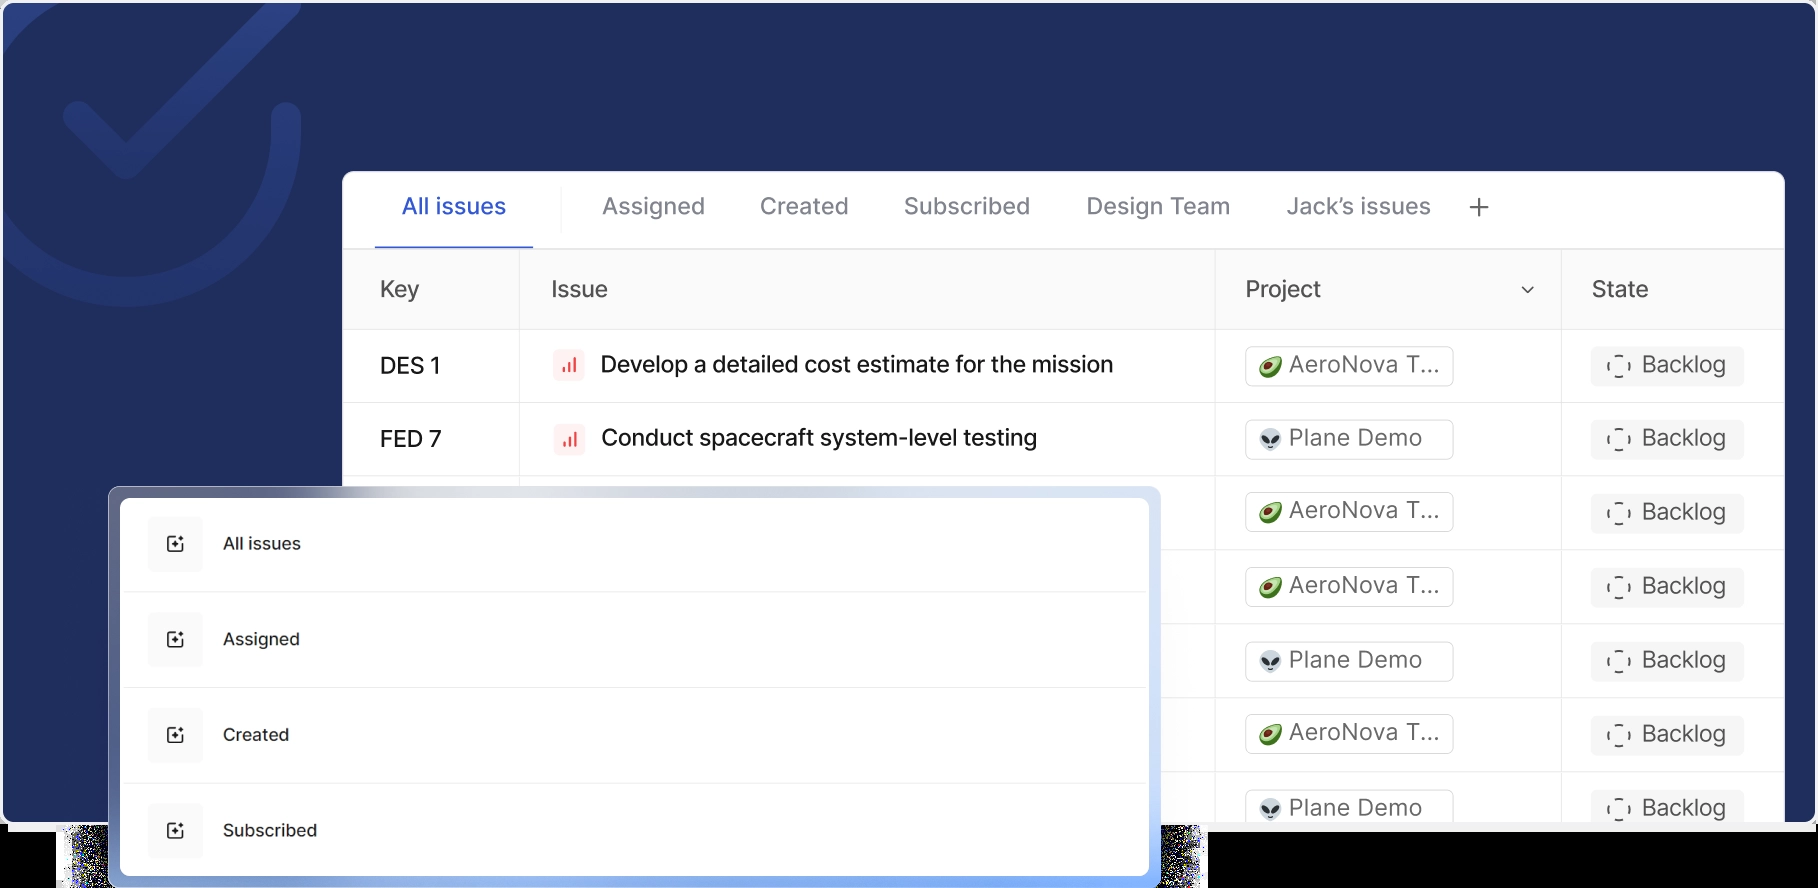 All issues Assigned Created Subscribed Design Team Jack’s issues +
Key Issue Project State
DES 1 Develop a detailed cost estimate for the mission AeroNova T... Backlog
FED 7 Conduct spacecraft system-level testing Plane Demo Backlog
AeroNova T... Backlog
AeroNova T... Backlog
Plane Demo Backlog
AeroNova T... Backlog
Plane Demo Backlog
All issues
Assigned
Created
Subscribed